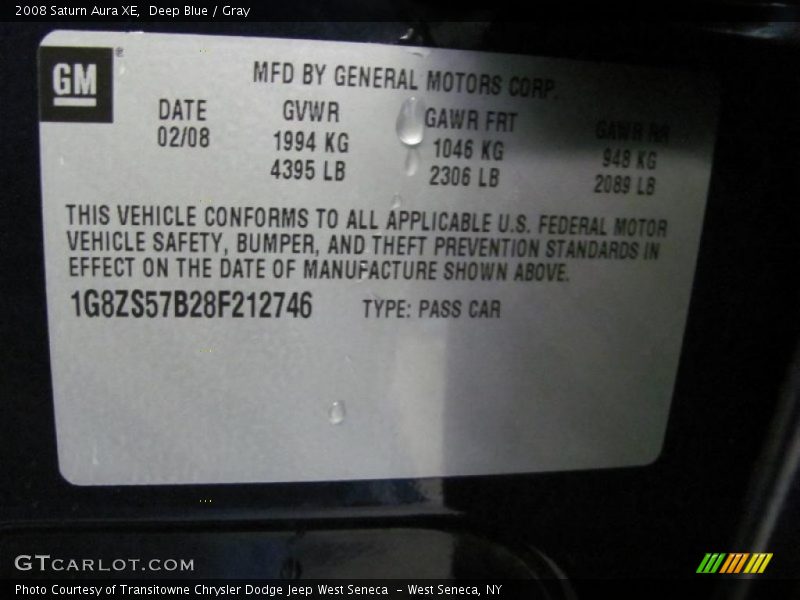 2008 Saturn Aura XE, Deep Blue / Gray
GM ®
MFD BY GENERAL MOTORS CORP.
DATE GVWR GAWR FRT GAWR RR
02/08 1994 KG 1046 KG 948 KG
4395 LB 2306 LB 2089 LB
THIS VEHICLE CONFORMS TO ALL APPLICABLE U.S. FEDERAL MOTOR
VEHICLE SAFETY, BUMPER, AND THEFT PREVENTION STANDARDS IN
EFFECT ON THE DATE OF MANUFACTURE SHOWN ABOVE.
1G8ZS57B28F212746 TYPE: PASS CAR
GTCARLOT.COM
Photo Courtesy of Transitowne Chrysler Dodge Jeep West Seneca - West Seneca, NY